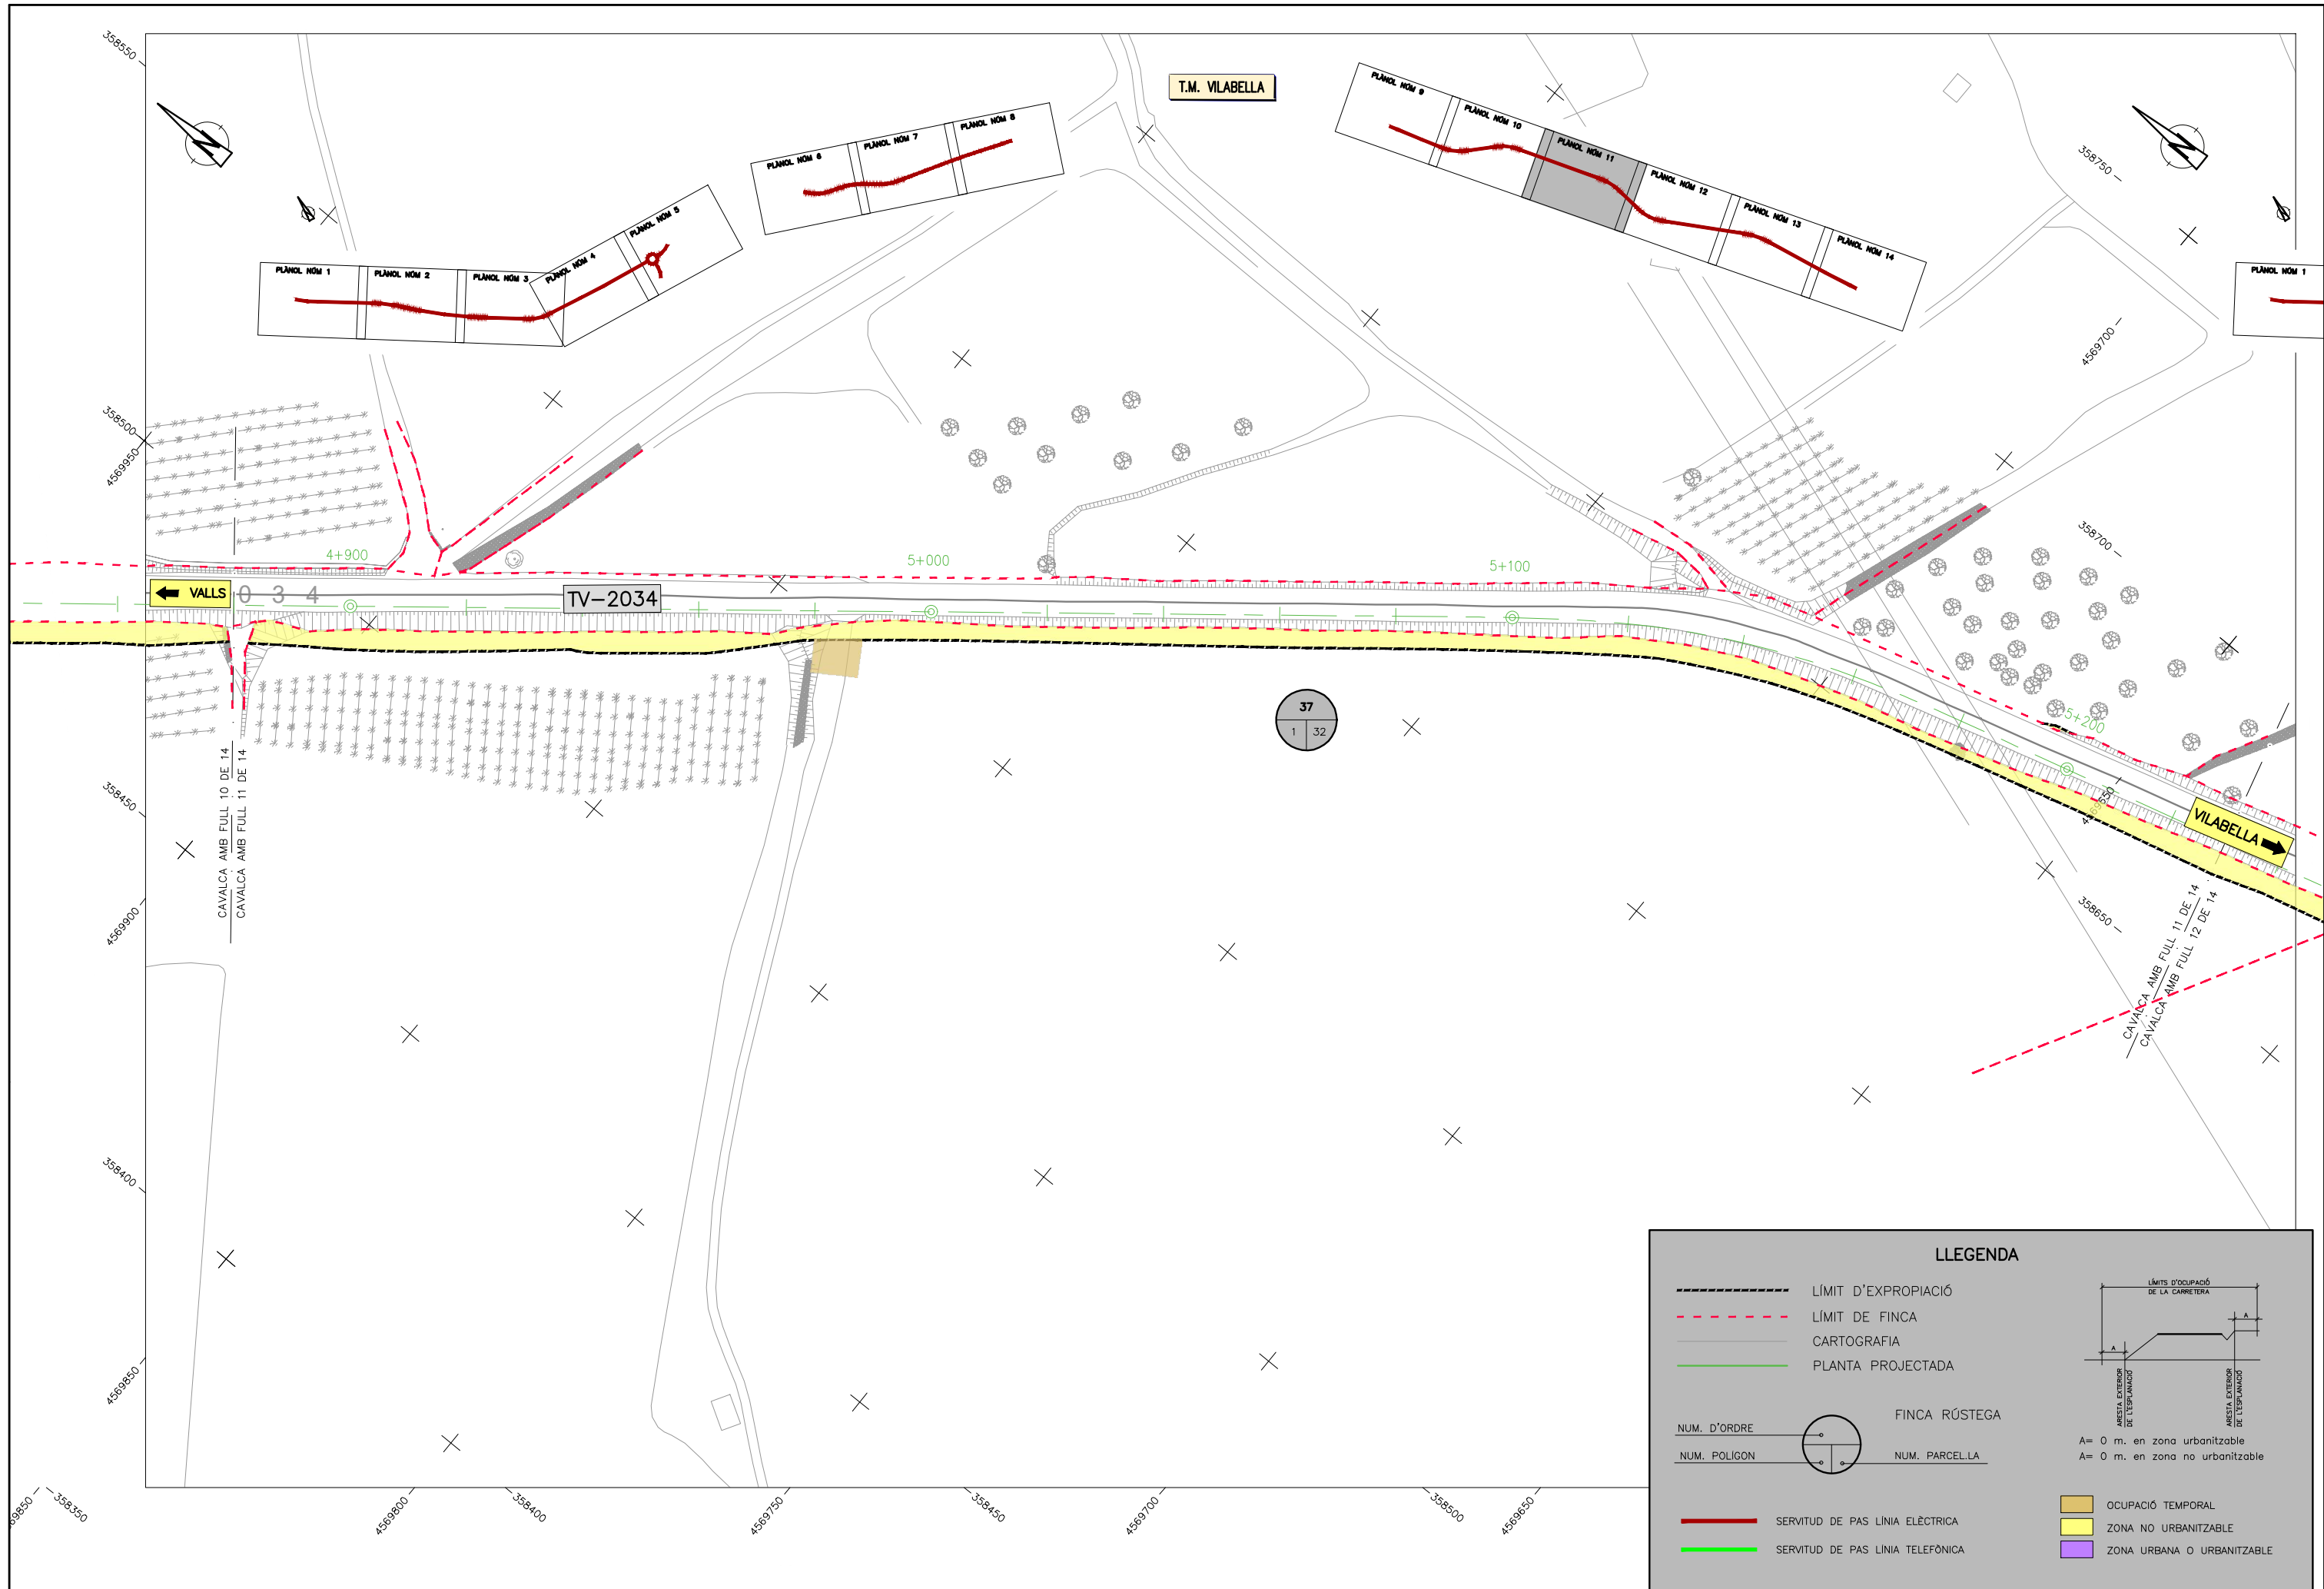 358550
T.M. VILABELLA
PLÀNOL NÚM 1
PLÀNOL NÚM 2
PLÀNOL NÚM 3
PLÀNOL NÚM 4
PLÀNOL NÚM 5
PLÀNOL NÚM 6
PLÀNOL NÚM 7
PLÀNOL NÚM 8
PLÀNOL NÚM 9
PLÀNOL NÚM 10
PLÀNOL NÚM 11
PLÀNOL NÚM 12
PLÀNOL NÚM 13
PLÀNOL NÚM 14
PLÀNOL NÚM 1
358750
4569700
358500
4569950
358700
4+900
5+000
5+100
5+200
VALLS
034
TV-2034
37
1 32
4569650
VILABELLA
358450
CAVALCA AMB FULL 10 DE 14
CAVALCA AMB FULL 11 DE 14
4569900
358650
CAVALCA AMB FULL 11 DE 14
CAVALCA AMB FULL 12 DE 14
358400
4569850
LLEGENDA
LÍMIT D'EXPROPIACIÓ
LÍMIT DE FINCA
CARTOGRAFIA
PLANTA PROJECTADA
LÍMITS D'OCUPACIÓ
DE LA CARRETERA
A
A
ARESTA EXTERIOR
DE L'ESPLANACIÓ
ARESTA EXTERIOR
DE L'ESPLANACIÓ
FINCA RÚSTEGA
NUM. D'ORDRE
NUM. POLÍGON
NUM. PARCEL.LA
A= 0 m. en zona urbanitzable
A= 0 m. en zona no urbanitzable
SERVITUD DE PAS LÍNIA ELÈCTRICA
SERVITUD DE PAS LÍNIA TELEFÒNICA
OCUPACIÓ TEMPORAL
ZONA NO URBANITZABLE
ZONA URBANA O URBANITZABLE
69850
358350
4569800
358400
4569750
358450
4569700
358500
4569650